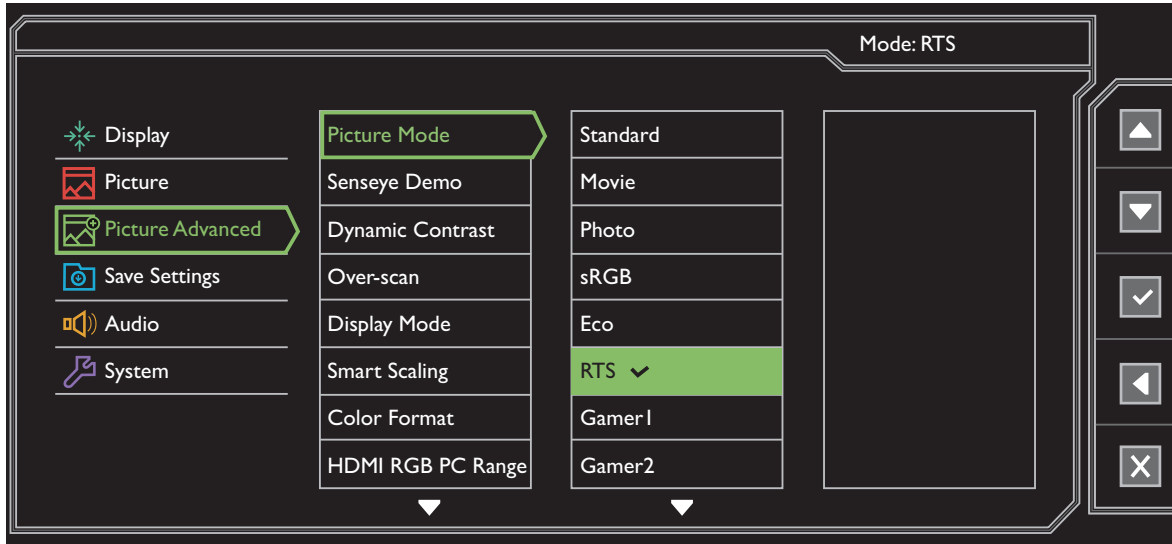 Mode: RTS
Display
Picture
Picture Advanced
Save Settings
Audio
System
Picture Mode
Senseye Demo
Dynamic Contrast
Over-scan
Display Mode
Smart Scaling
Color Format
HDMI RGB PC Range
Standard
Movie
Photo
sRGB
Eco
RTS
Gamer1
Gamer2